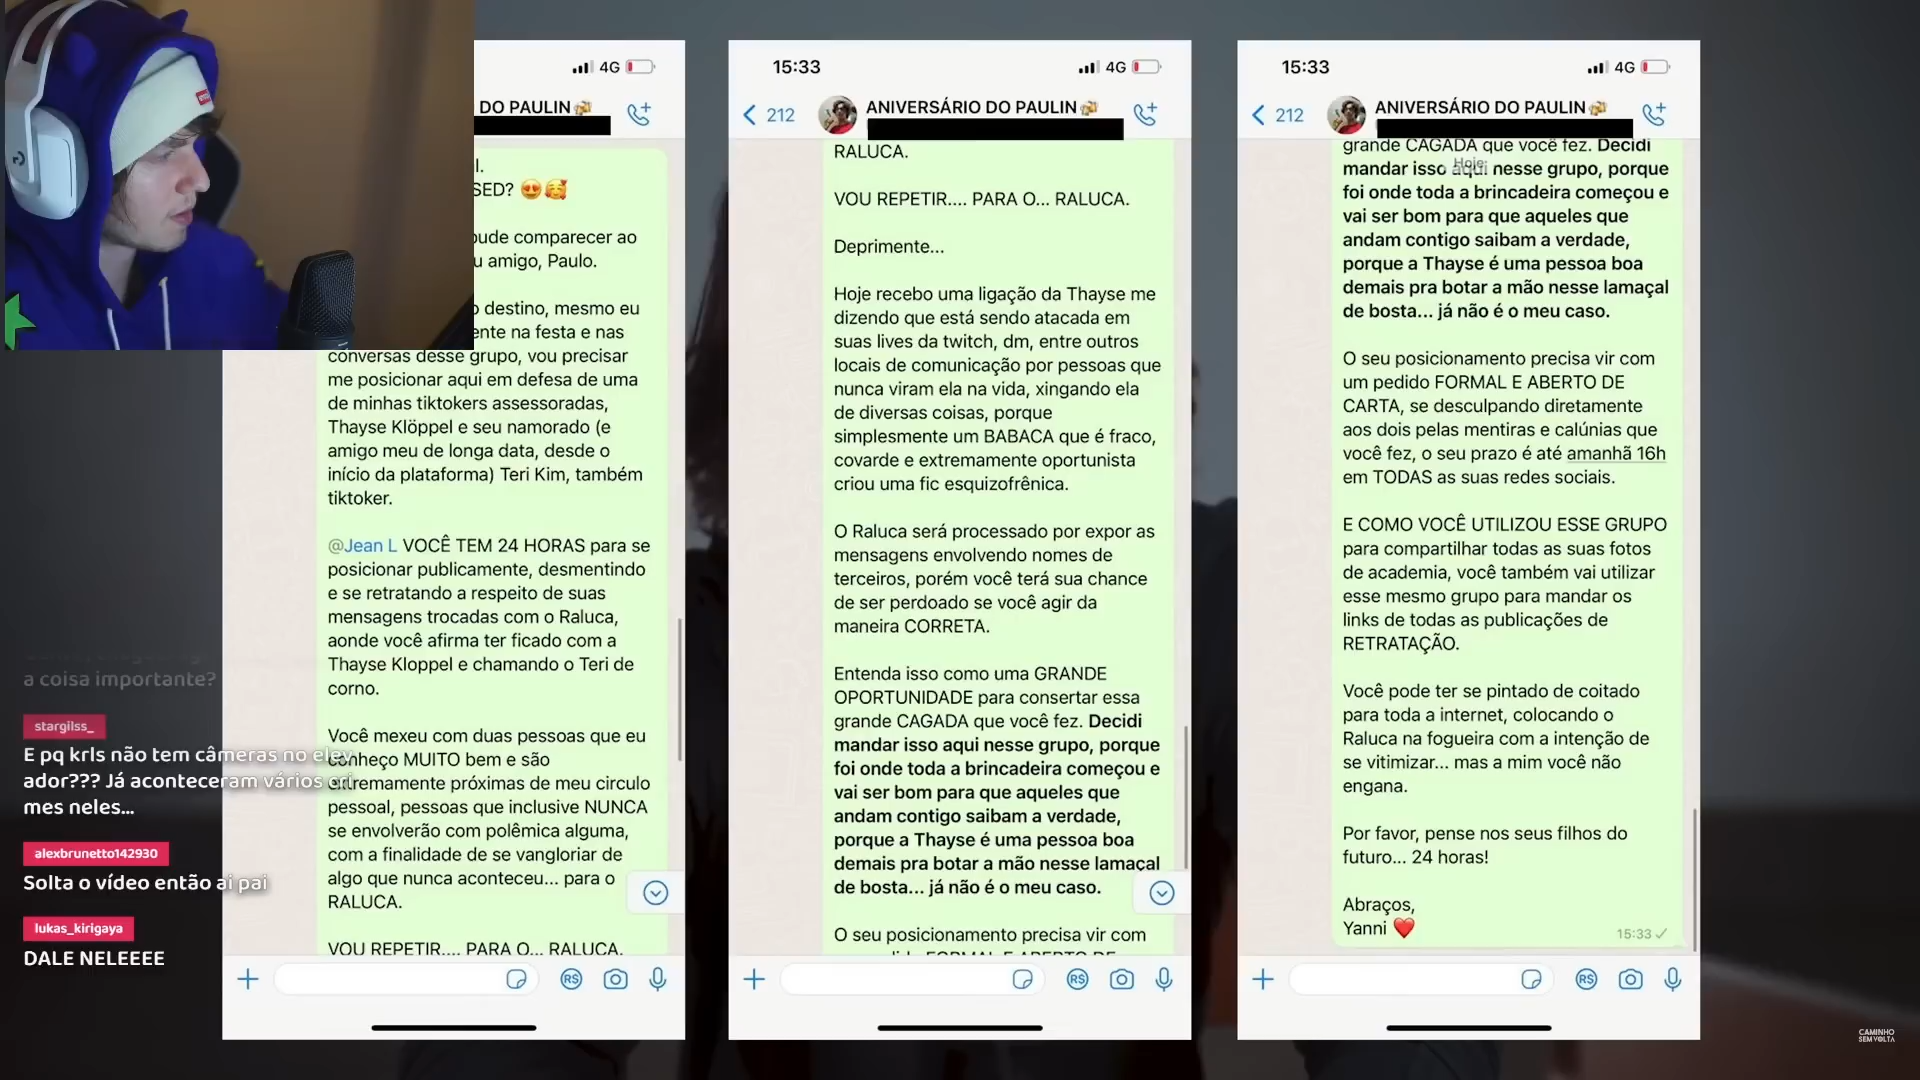 4G
DO PAULIN
SED? 😍🥰
pude comparecer ao
u amigo, Paulo.
o destino, mesmo eu
ente na festa e nas
conversas desse grupo, vou precisar
me posicionar aqui em defesa de uma
de minhas tiktokers assessoradas,
Thayse Klöppel e seu namorado (e
amigo meu de longa data, desde o
início da plataforma) Teri Kim, também
tiktoker.
@Jean L VOCÊ TEM 24 HORAS para se
posicionar publicamente, desmentindo
e se retratando a respeito de suas
mensagens trocadas com o Raluca,
aonde você afirma ter ficado com a
Thayse Kloppel e chamando o Teri de
corno.
Você mexeu com duas pessoas que eu
conheço MUITO bem e são
extremamente próximas de meu circulo
pessoal, pessoas que inclusive NUNCA
se envolverão com polêmica alguma,
com a finalidade de se vangloriar de
algo que nunca aconteceu... para o
RALUCA.
VOU REPETIR.... PARA O... RALUCA.
R$
15:33
4G
212
ANIVERSÁRIO DO PAULIN
RALUCA.
VOU REPETIR.... PARA O... RALUCA.
Deprimente...
Hoje recebo uma ligação da Thayse me
dizendo que está sendo atacada em
suas lives da twitch, dm, entre outros
locais de comunicação por pessoas que
nunca viram ela na vida, xingando ela
de diversas coisas, porque
simplesmente um BABACA que é fraco,
covarde e extremamente oportunista
criou uma fic esquizofrênica.
O Raluca será processado por expor as
mensagens envolvendo nomes de
terceiros, porém você terá sua chance
de ser perdoado se você agir da
maneira CORRETA.
Entenda isso como uma GRANDE
OPORTUNIDADE para consertar essa
grande CAGADA que você fez. Decidi
mandar isso aqui nesse grupo, porque
foi onde toda a brincadeira começou e
vai ser bom para que aqueles que
andam contigo saibam a verdade,
porque a Thayse é uma pessoa boa
demais pra botar a mão nesse lamaçal
de bosta... já não é o meu caso.
O seu posicionamento precisa vir com
R$
15:33
4G
212
ANIVERSÁRIO DO PAULIN
grande CAGADA que você fez. Decidi
Hoje
mandar isso aqui nesse grupo, porque
foi onde toda a brincadeira começou e
vai ser bom para que aqueles que
andam contigo saibam a verdade,
porque a Thayse é uma pessoa boa
demais pra botar a mão nesse lamaçal
de bosta... já não é o meu caso.
O seu posicionamento precisa vir com
um pedido FORMAL E ABERTO DE
CARTA, se desculpando diretamente
aos dois pelas mentiras e calúnias que
você fez, o seu prazo é até amanhã 16h
em TODAS as suas redes sociais.
E COMO VOCÊ UTILIZOU ESSE GRUPO
para compartilhar todas as suas fotos
de academia, você também vai utilizar
esse mesmo grupo para mandar os
links de todas as publicações de
RETRATAÇÃO.
Você pode ter se pintado de coitado
para toda a internet, colocando o
Raluca na fogueira com a intenção de
se vitimizar... mas a mim você não
engana.
Por favor, pense nos seus filhos do
futuro... 24 horas!
Abraços,
Yanni ❤️
15:33
R$
a coisa importante?
stargilss_
E pq krls não tem câmeras no elev
ador??? Já aconteceram vários cri
mes neles...
alexbrunetto142930
Solta o vídeo então ai pai
lukas_kirigaya
DALE NELEEEE
CAMINHO
SEM VOLTA